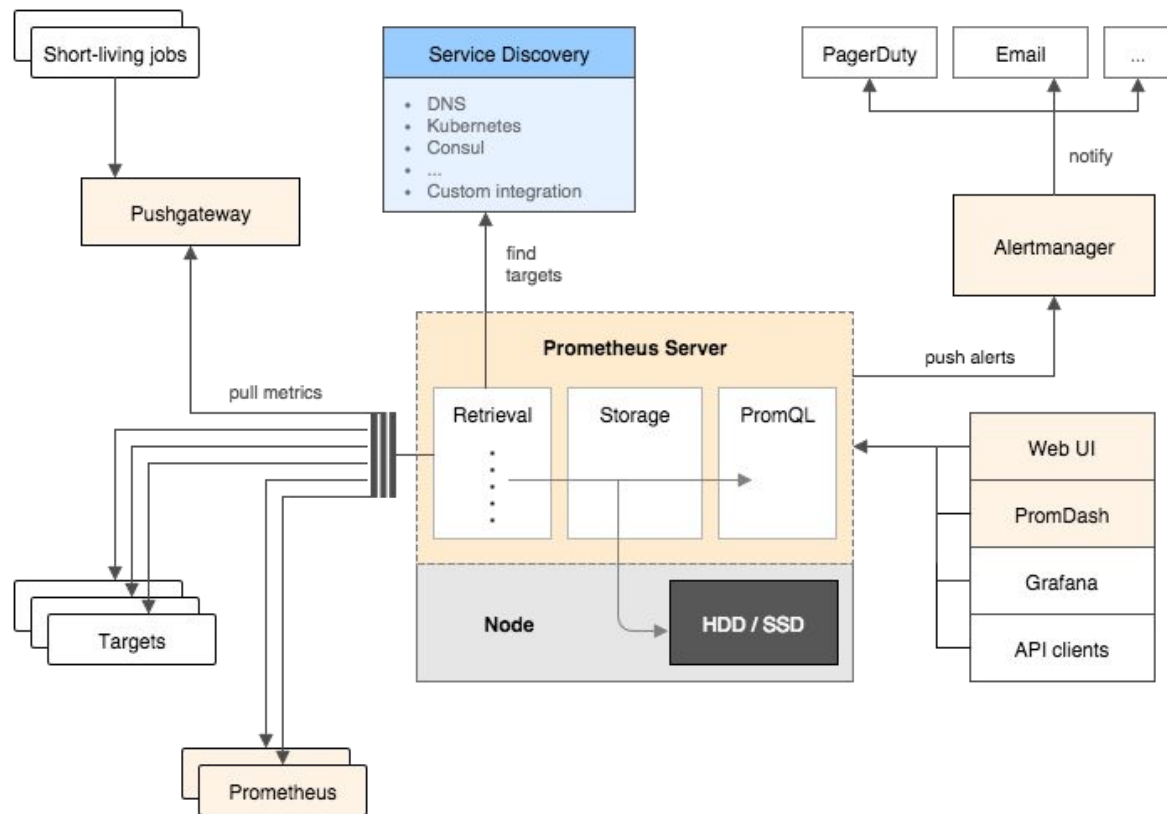 Short-living jobs
Service Discovery
• DNS
• Kubernetes
• Consul
• ...
• Custom integration
PagerDuty
Email
...
notify
Pushgateway
Alertmanager
find
targets
Prometheus Server
push alerts
pull metrics
Retrieval
Storage
PromQL
Web UI
PromDash
Grafana
API clients
Node
HDD / SSD
Targets
Prometheus